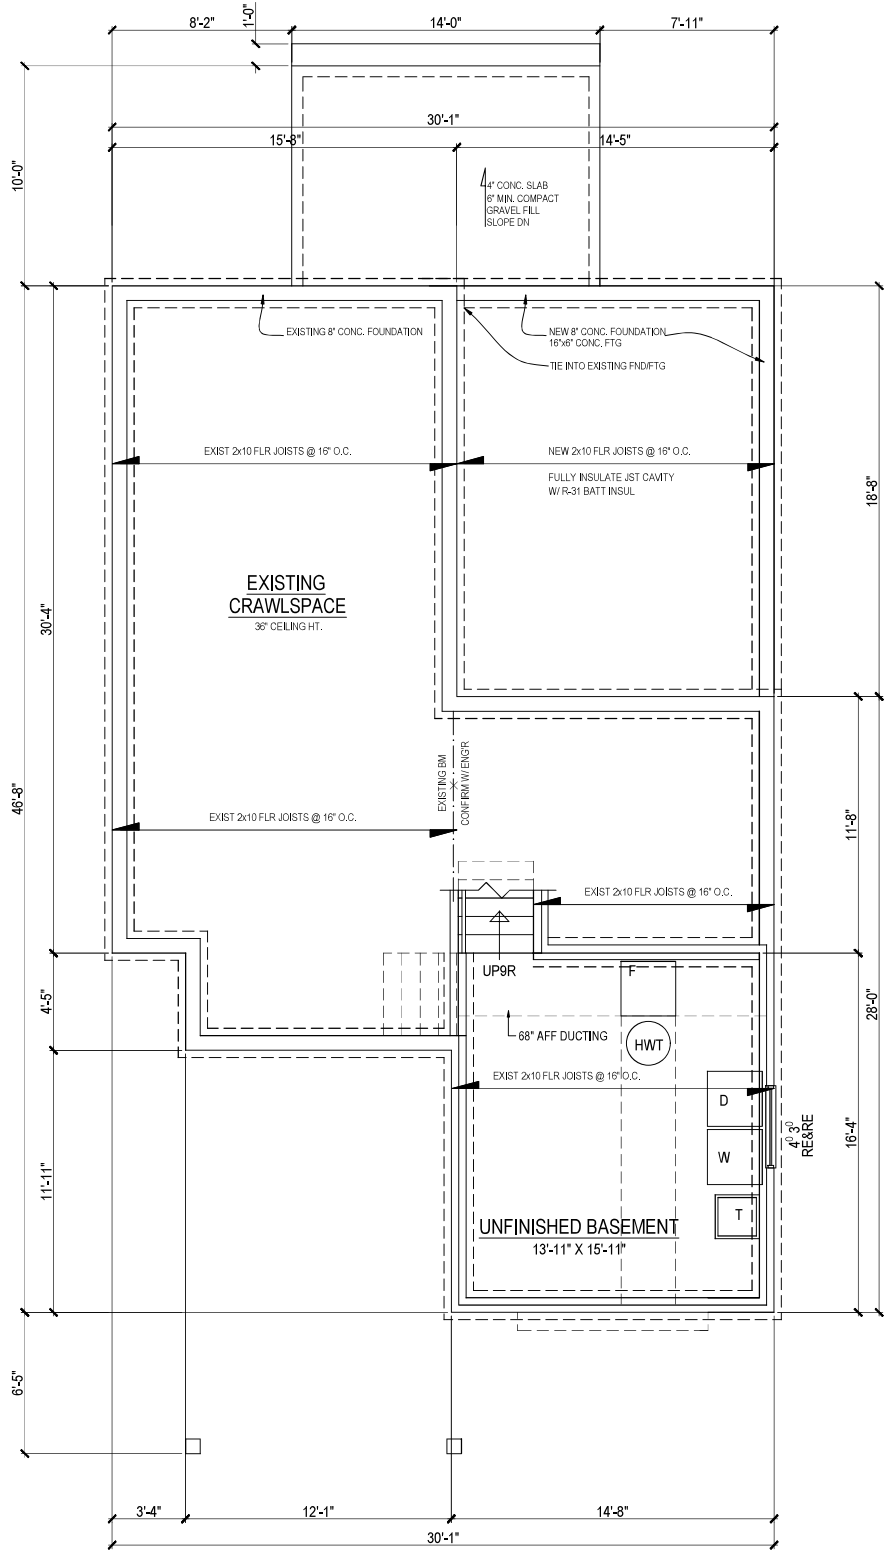 8'-2"
1'-0"
14'-0"
7'-11"
30'-1"
15'-8"
14'-5"
10'-0"
4" CONC. SLAB
6" MIN. COMPACT
GRAVEL FILL
SLOPE DN
EXISTING 8" CONC. FOUNDATION
NEW 8" CONC. FOUNDATION
16"x6" CONC. FTG
TIE INTO EXISTING FND/FTG
EXIST 2x10 FLR JOISTS @ 16" O.C.
NEW 2x10 FLR JOISTS @ 16" O.C.
FULLY INSULATE JST CAVITY
W/ R-31 BATT INSUL
18'-8"
EXISTING
CRAWLSPACE
36" CEILING HT.
30'-4"
46'-8"
EXISTING BM
CONFIRM W/ ENG'R
EXIST 2x10 FLR JOISTS @ 16" O.C.
11'-8"
EXIST 2x10 FLR JOISTS @ 16" O.C.
UP9R
F
4'-5"
28'-0"
68" AFF DUCTING
HWT
EXIST 2x10 FLR JOISTS @ 16" O.C.
D
W
T
4⁰ 3⁰
RE&RE
16'-4"
11'-11"
UNFINISHED BASEMENT
13'-11" X 15'-11"
6'-5"
3'-4"
12'-1"
14'-8"
30'-1"